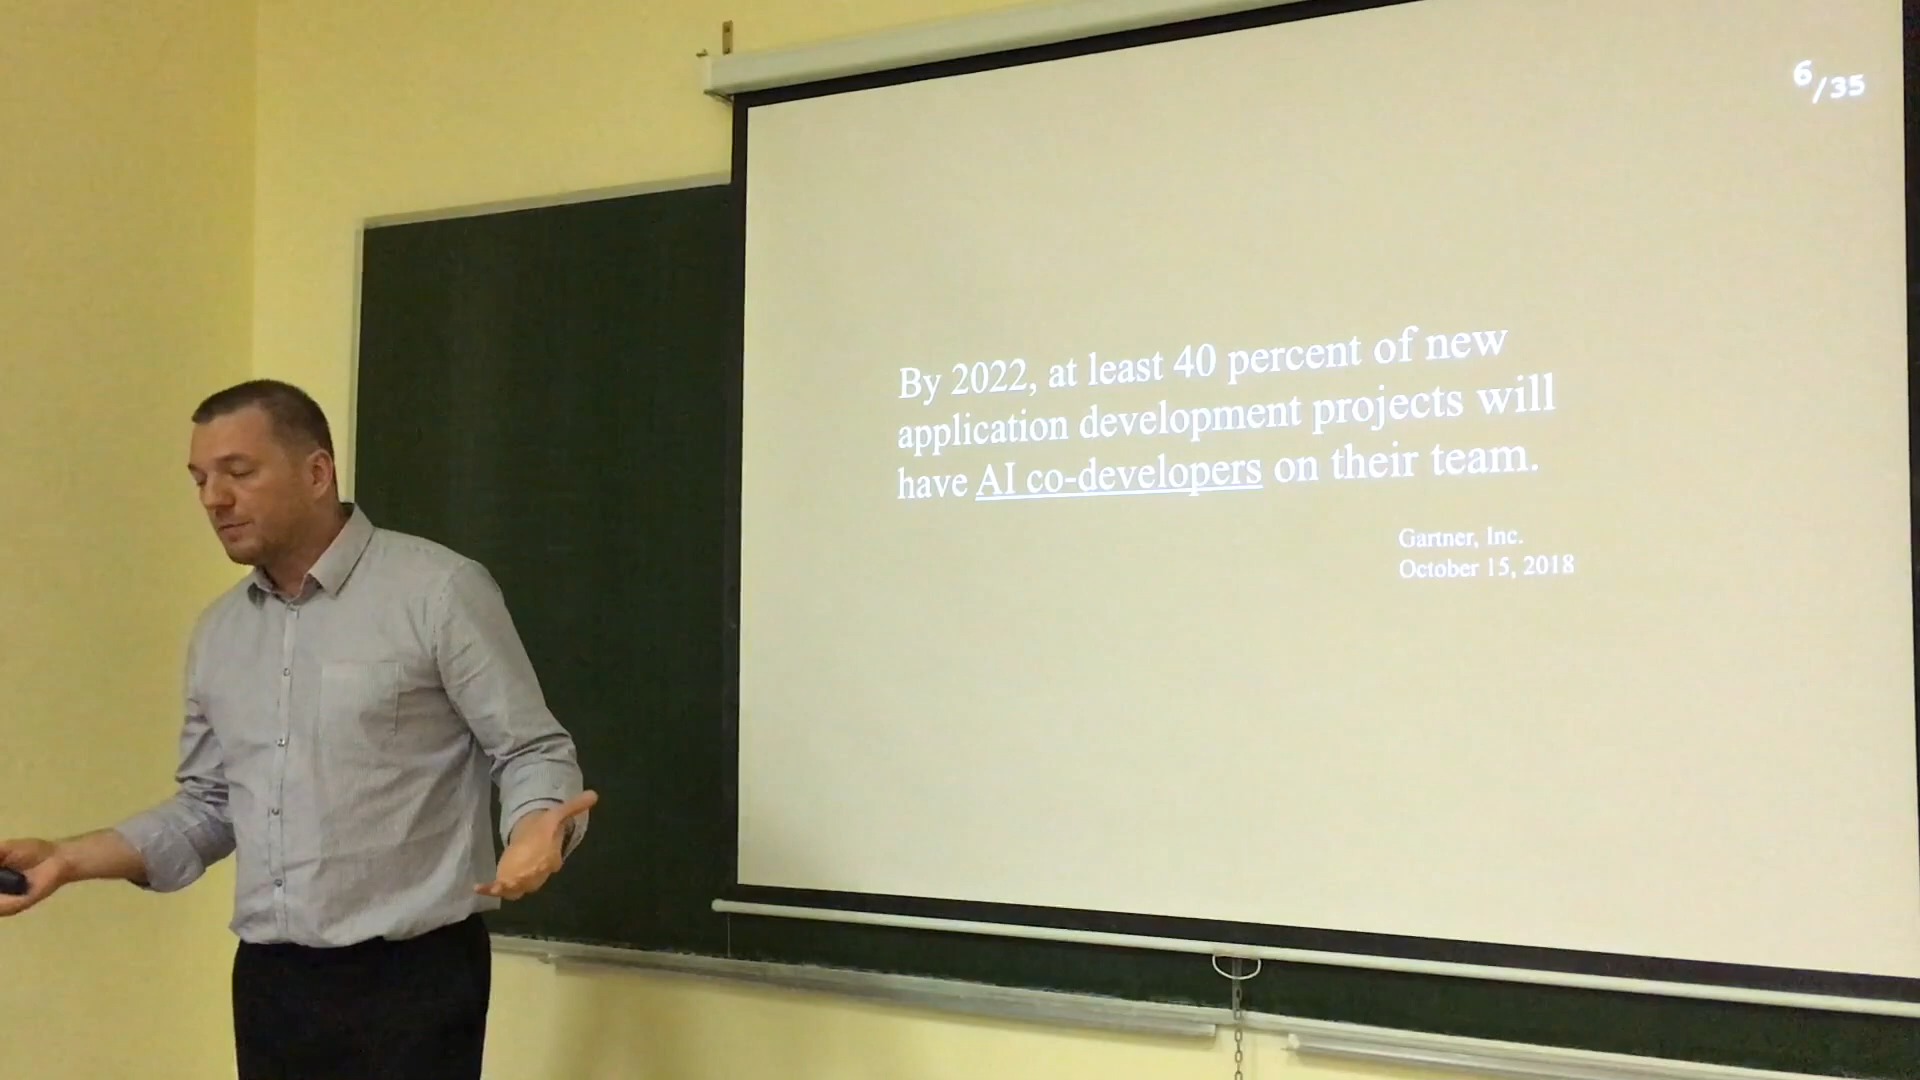 6/35
By 2022, at least 40 percent of new
application development projects will
have AI co-developers on their team.
Gartner, Inc.
October 15, 2018